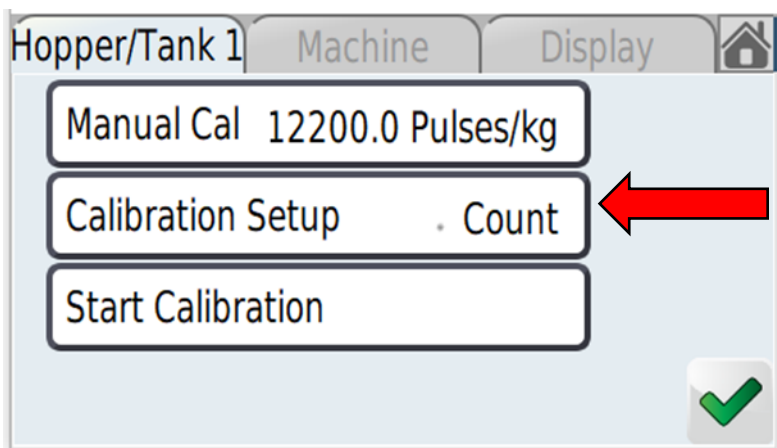 Hopper/Tank 1 Machine Display
Manual Cal 12200.0 Pulses/kg
Calibration Setup . Count
Start Calibration